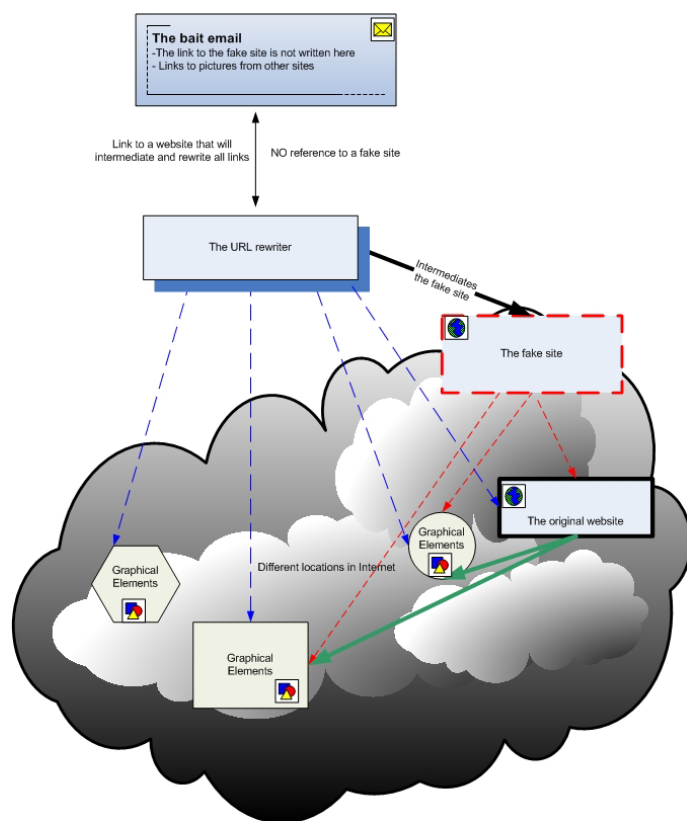 The bait email
-The link to the fake site is not written here
- Links to pictures from other sites
Link to a website that will
intermediate and rewrite all links
NO reference to a fake site
The URL rewriter
Intermediates
the fake site
The fake site
The original website
Graphical
Elements
Different locations in Internet
Graphical
Elements
Graphical
Elements